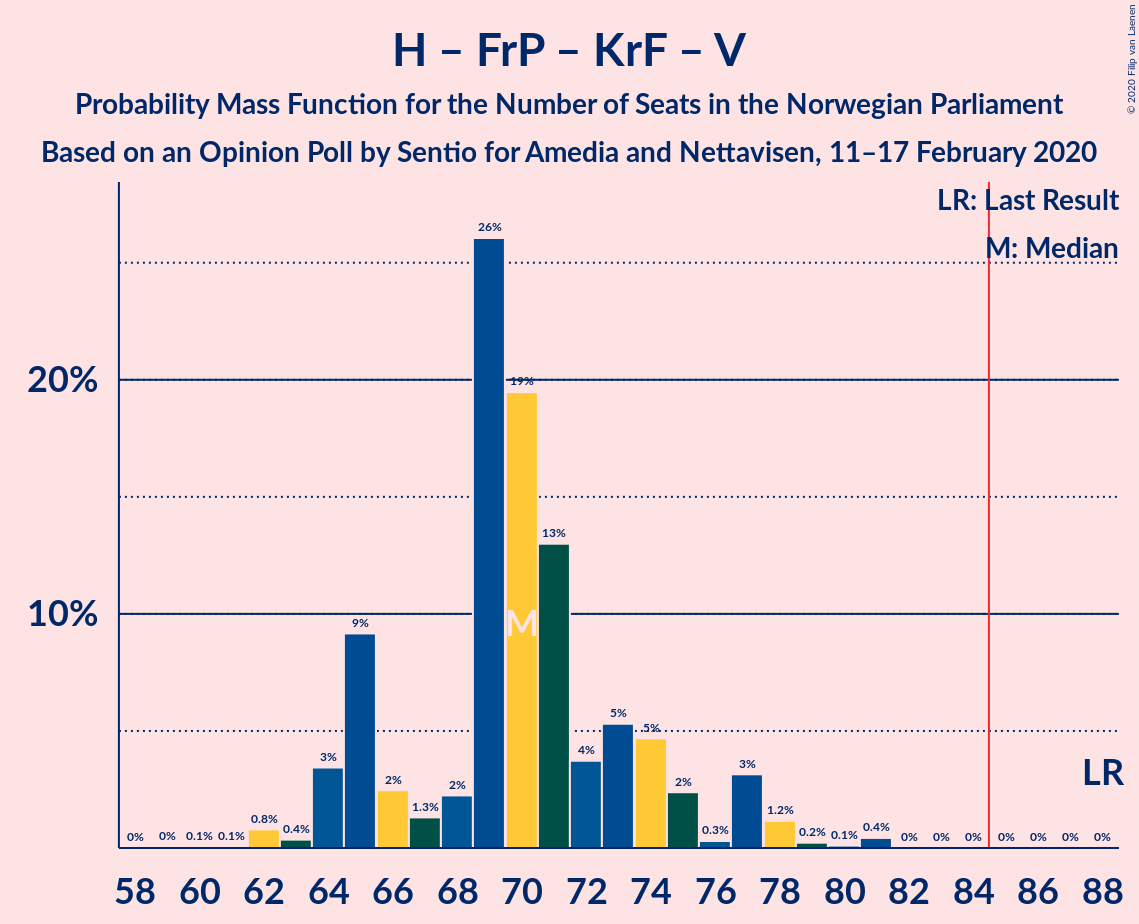 H – FrP – KrF – V
Probability Mass Function for the Number of Seats in the Norwegian Parliament
Based on an Opinion Poll by Sentio for Amedia and Nettavisen, 11–17 February 2020
© 2020 Filip van Laenen
LR: Last Result
M: Median
26%
20%
19%
13%
10%
M
9%
5%
5%
4%
3%
3%
LR
2%
2%
2%
1.3%
1.2%
0.8%
0.4%
0.4%
0.3%
0.2%
0% 0% 0.1% 0.1% 0.1% 0% 0% 0% 0% 0% 0% 0%
58 60 62 64 66 68 70 72 74 76 78 80 82 84 86 88